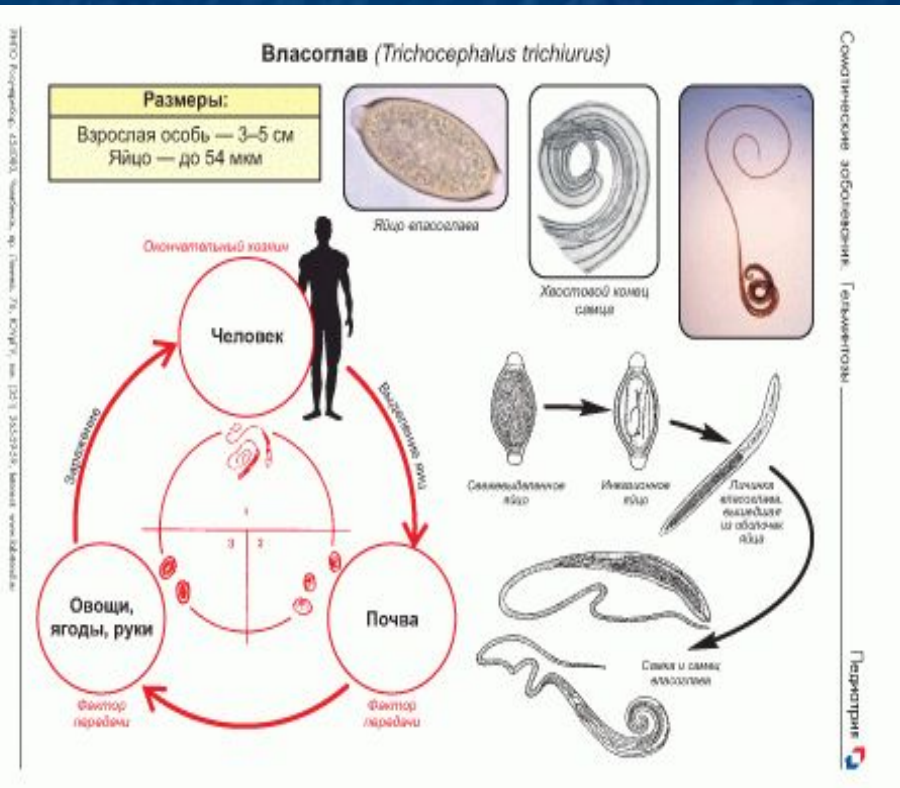 Власоглав (Trichocephalus trichiurus)
Размеры:
Взрослая особь — 3–5 см
Яйцо — до 54 мкм
Яйцо власоглава
Хвостовой конец
самца
Окончательный хозяин
Человек
Заражение
Выделение яиц
1
3 2
Овощи,
ягоды, руки
Почва
Фактор
передачи
Фактор
передачи
Свежевыделенное
яйцо
Инвазионное
яйцо
Личинка
власоглава,
вышедшая
из оболочек
яйца
Самка и самец
власоглава
Соматические заболевания. Гельминтозы
Педиатрия